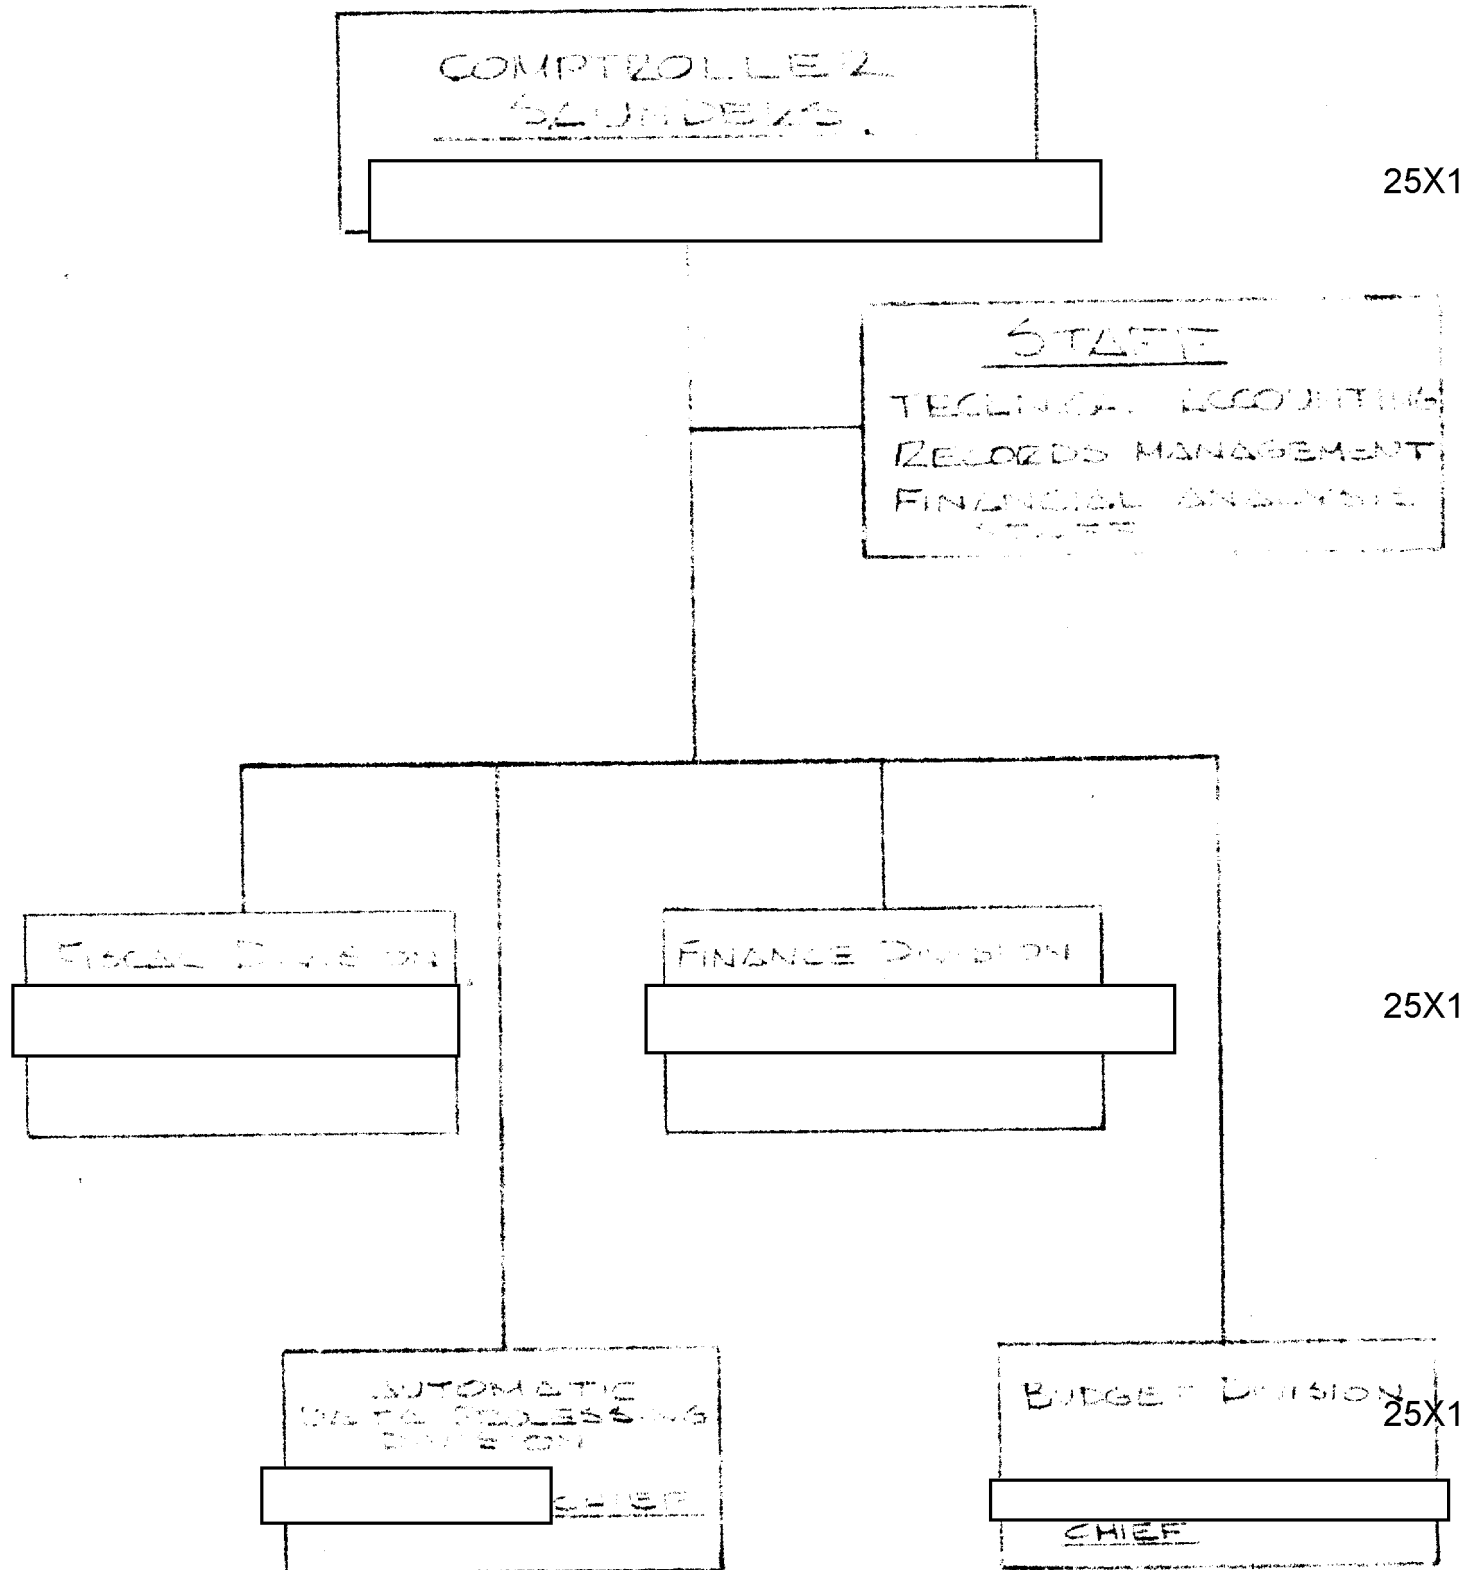 COMPTROLLER
SAUNDERS
25X1
STAFF
TECHNICAL ACCOUNTING
RECORDS MANAGEMENT
FINANCIAL ANALYSIS
STAFF
FISCAL DIVISION
FINANCE DIVISION
25X1
AUTOMATIC
DATA PROCESSING
DIVISION
CHIEF
BUDGET DIVISION
25X1
CHIEF